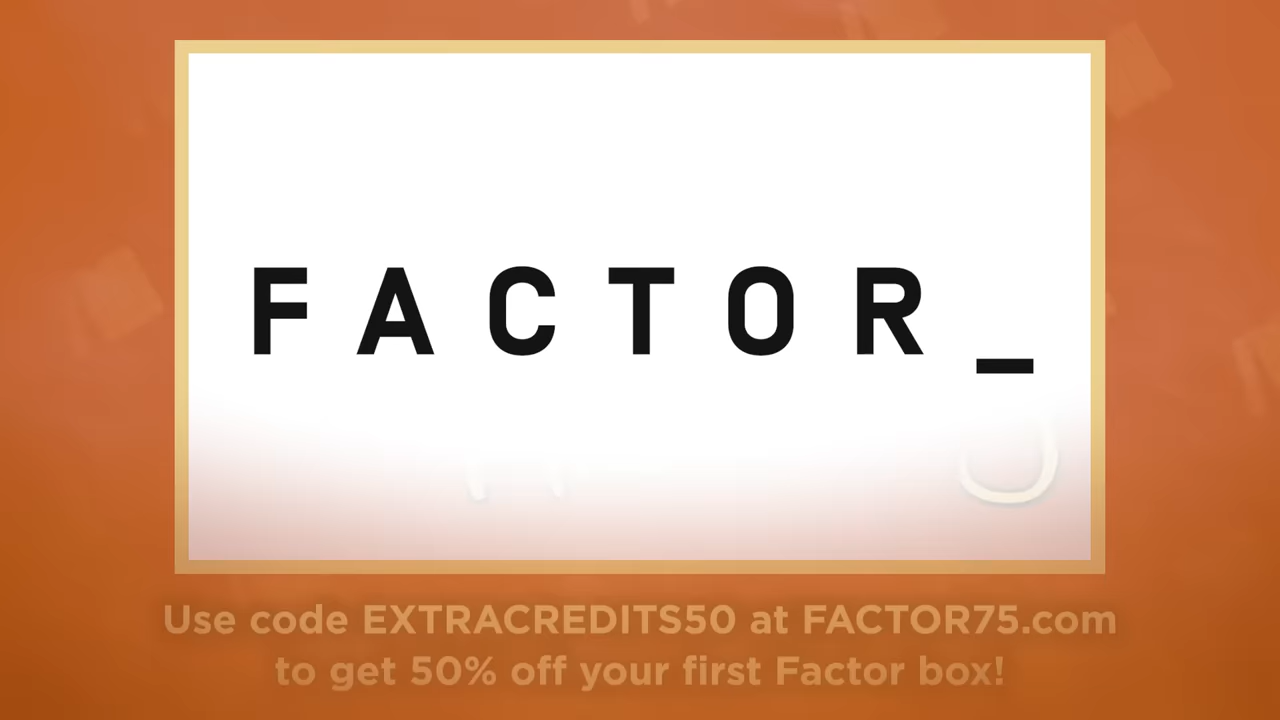 FACTOR_
Use code EXTRACREDITS50 at FACTOR75.com
to get 50% off your first Factor box!